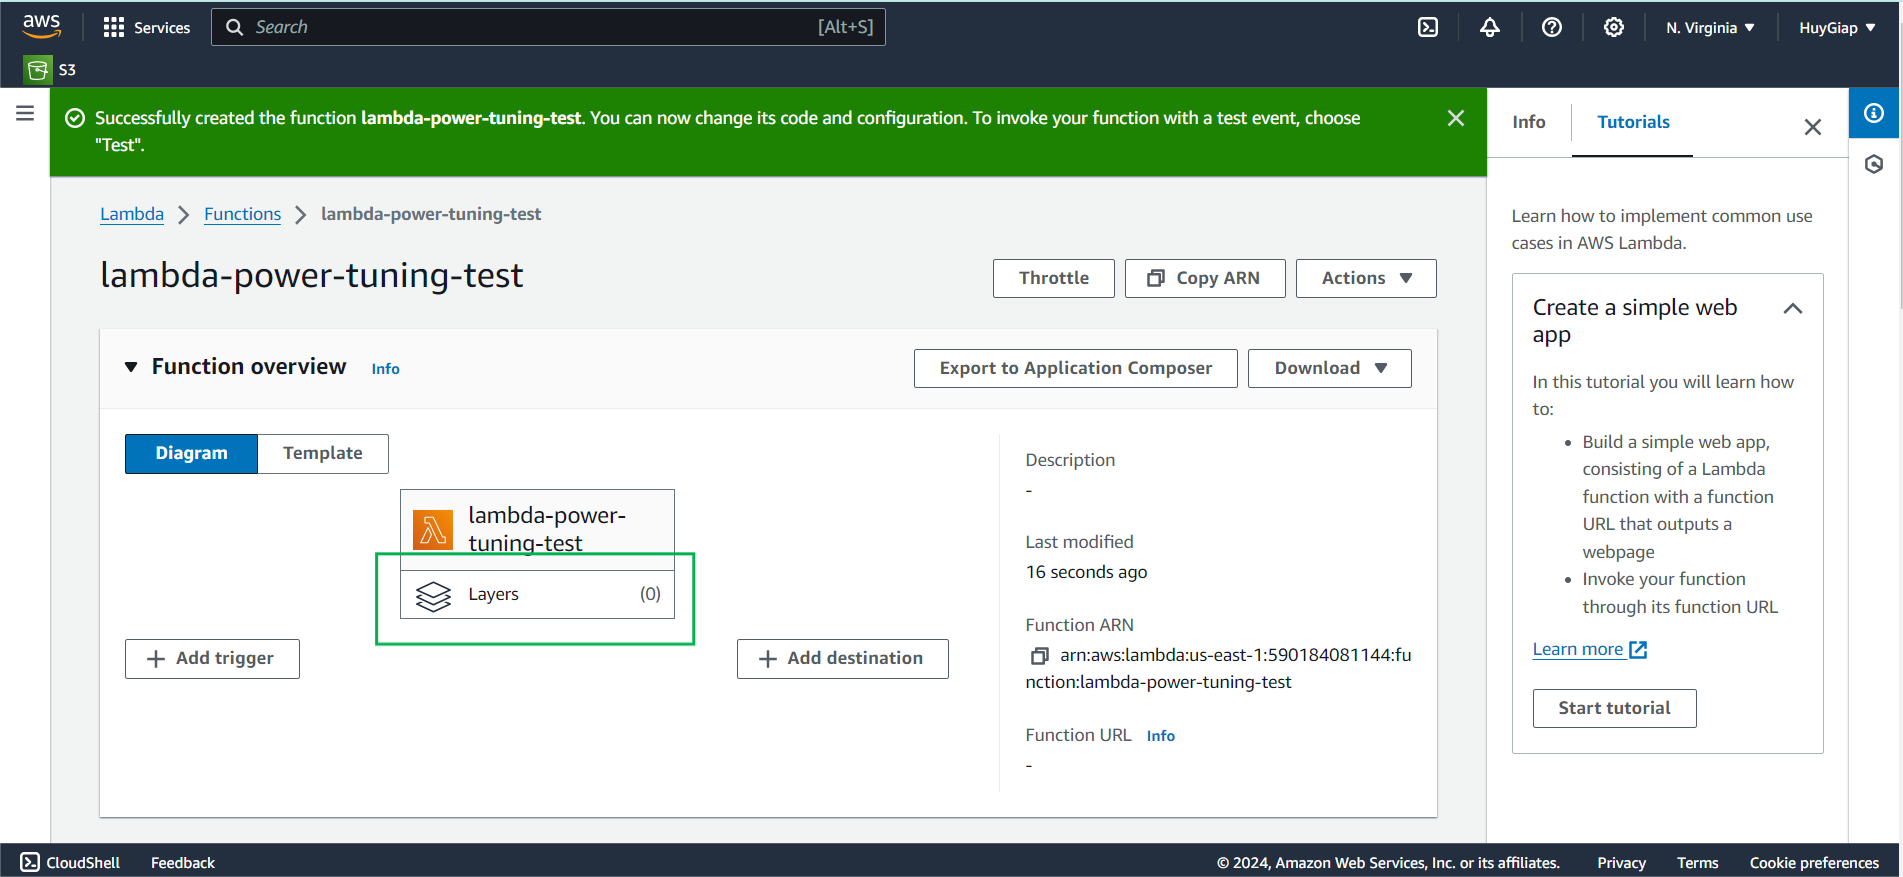 aws
Services
Search
[Alt+S]
N. Virginia
HuyGiap
S3
Successfully created the function lambda-power-tuning-test. You can now change its code and configuration. To invoke your function with a test event, choose
"Test".
Info
Tutorials
Lambda
Functions
lambda-power-tuning-test
lambda-power-tuning-test
Throttle
Copy ARN
Actions
Function overview
Info
Export to Application Composer
Download
Diagram
Template
lambda-power-
tuning-test
Layers
(0)
Add trigger
Add destination
Description
-
Last modified
16 seconds ago
Function ARN
arn:aws:lambda:us-east-1:590184081144:fu
nction:lambda-power-tuning-test
Function URL
Info
-
Learn how to implement common use
cases in AWS Lambda.
Create a simple web
app
In this tutorial you will learn how
to:
• Build a simple web app,
consisting of a Lambda
function with a function
URL that outputs a
webpage
• Invoke your function
through its function URL
Learn more
Start tutorial
CloudShell
Feedback
© 2024, Amazon Web Services, Inc. or its affiliates.
Privacy
Terms
Cookie preferences